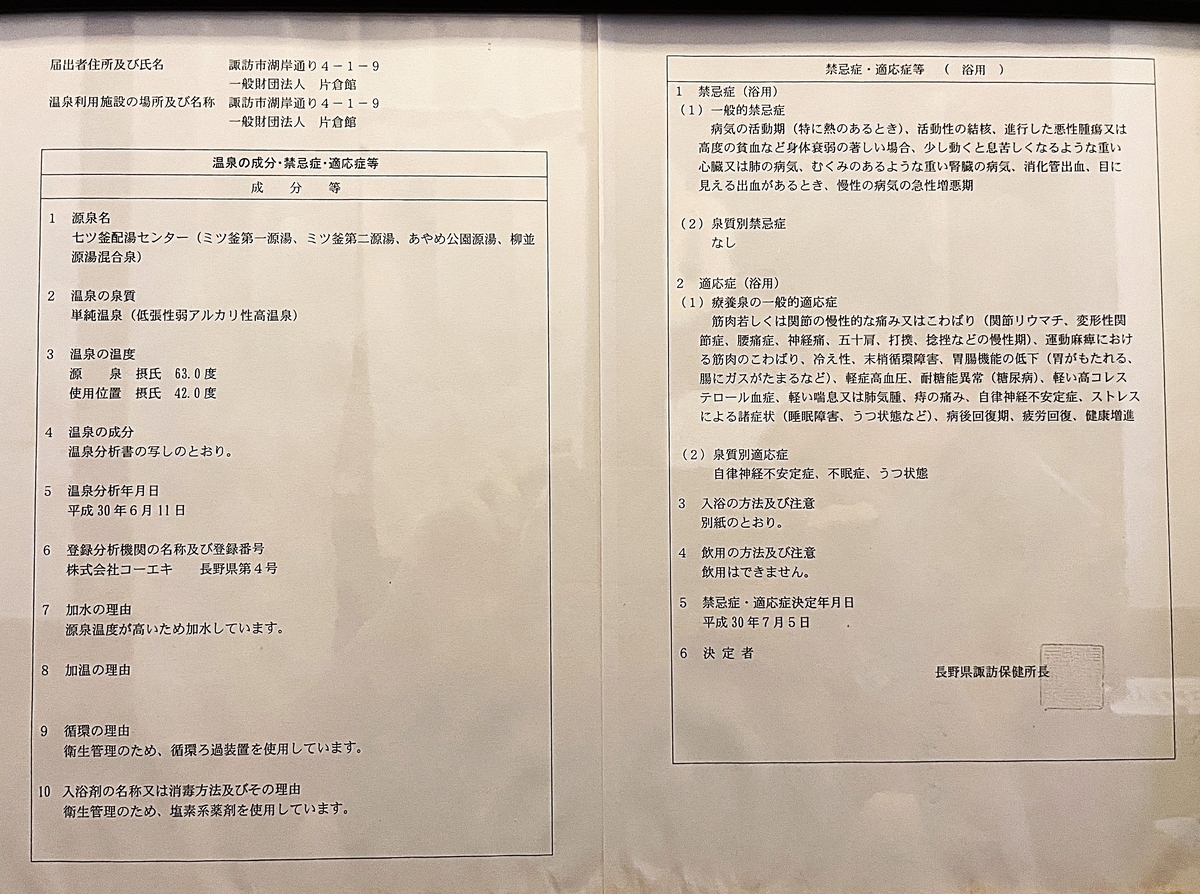 届出者住所及び氏名　諏訪市湖岸通り４－１－９
一般財団法人　片倉館
温泉利用施設の場所及び名称　諏訪市湖岸通り４－１－９
一般財団法人　片倉館
温泉の成分・禁忌症・適応症等
成　分　等
１　源泉名
七ツ釜配湯センター（ミツ釜第一源湯、ミツ釜第二源湯、あやめ公園源湯、柳並
源湯混合泉）
２　温泉の泉質
単純温泉（低張性弱アルカリ性高温泉）
３　温泉の温度
源　泉　摂氏　63.0度
使用位置　摂氏　42.0度
４　温泉の成分
温泉分析書の写しのとおり。
５　温泉分析年月日
平成30年６月11日
６　登録分析機関の名称及び登録番号
株式会社コーエキ　長野県第４号
７　加水の理由
源泉温度が高いため加水しています。
８　加温の理由
９　循環の理由
衛生管理のため、循環ろ過装置を使用しています。
10　入浴剤の名称又は消毒方法及びその理由
衛生管理のため、塩素系薬剤を使用しています。
禁忌症・適応症等　（　浴用　）
１　禁忌症（浴用）
（１）一般的禁忌症
病気の活動期（特に熱のあるとき）、活動性の結核、進行した悪性腫瘍又は
高度の貧血など身体衰弱の著しい場合、少し動くと息苦しくなるような重い
心臓又は肺の病気、むくみのあるような重い腎臓の病気、消化管出血、目に
見える出血があるとき、慢性の病気の急性増悪期
（２）泉質別禁忌症
なし
２　適応症（浴用）
（１）療養泉の一般的適応症
筋肉若しくは関節の慢性的な痛み又はこわばり（関節リウマチ、変形性関
節症、腰痛症、神経痛、五十肩、打撲、捻挫などの慢性期）、運動麻痺におけ
る筋肉のこわばり、冷え性、末梢循環障害、胃腸機能の低下（胃がもたれる、
腸にガスがたまるなど）、軽症高血圧、耐糖能異常（糖尿病）、軽い高コレス
テロール血症、軽い喘息又は肺気腫、痔の痛み、自律神経不安定症、ストレス
による諸症状（睡眠障害、うつ状態など）、病後回復期、疲労回復、健康増進
（２）泉質別適応症
自律神経不安定症、不眠症、うつ状態
３　入浴の方法及び注意
別紙のとおり。
４　飲用の方法及び注意
飲用はできません。
５　禁忌症・適応症決定年月日
平成30年７月５日
６　決定者
長野県諏訪保健所長